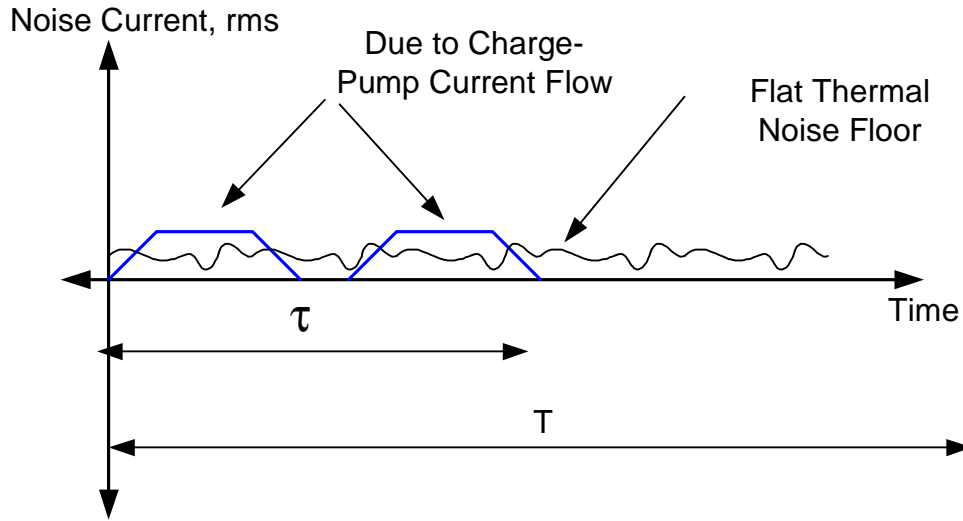 Noise Current, rms
Due to Charge-
Pump Current Flow
Flat Thermal
Noise Floor
Time
τ
T